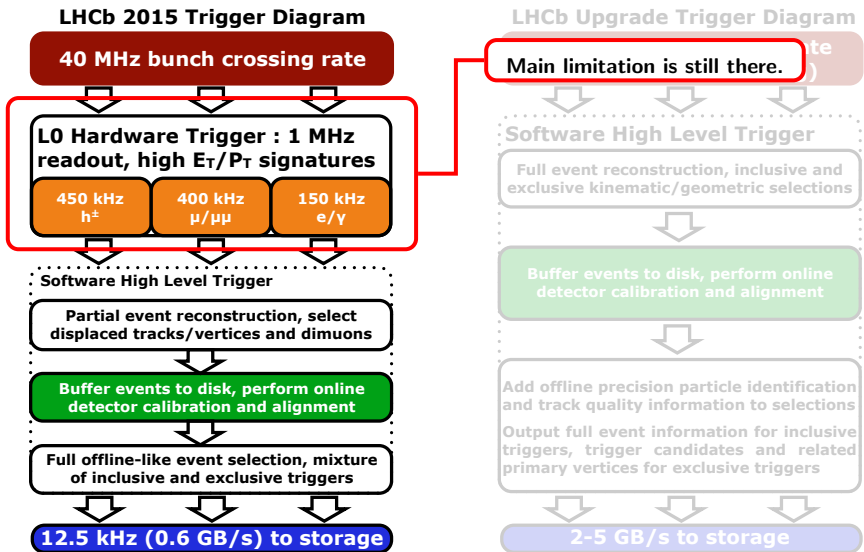 LHCb 2015 Trigger Diagram
40 MHz bunch crossing rate
L0 Hardware Trigger : 1 MHz
readout, high ET/PT signatures
450 kHz
h±
400 kHz
μ/μμ
150 kHz
e/γ
Software High Level Trigger
Partial event reconstruction, select
displaced tracks/vertices and dimuons
Buffer events to disk, perform online
detector calibration and alignment
Full offline-like event selection, mixture
of inclusive and exclusive triggers
12.5 kHz (0.6 GB/s) to storage
LHCb Upgrade Trigger Diagram
Main limitation is still there.
Software High Level Trigger
Full event reconstruction, inclusive and
exclusive kinematic/geometric selections
Buffer events to disk, perform online
detector calibration and alignment
Add offline precision particle identification
and track quality information to selections
Output full event information for inclusive
triggers, trigger candidates and related
primary vertices for exclusive triggers
2-5 GB/s to storage